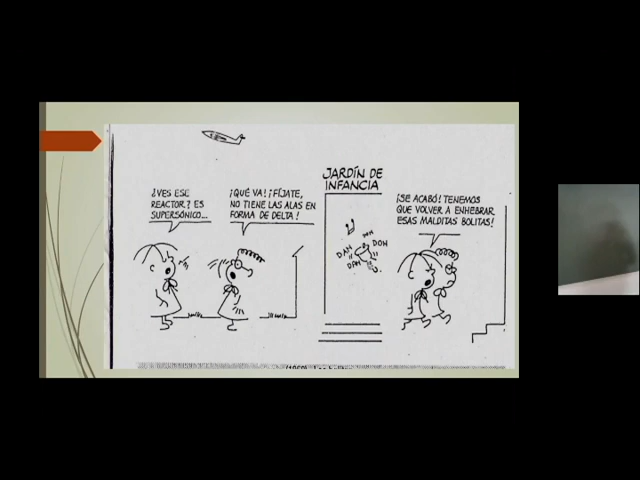 ¿VES ESE
REACTOR? ES
SUPERSÓNICO...
¡QUÉ VA! ¡FÍJATE,
NO TIENE LAS ALAS EN
FORMA DE DELTA!
JARDÍN DE
INFANCIA
DAN
DON
¡SE ACABÓ! TENEMOS
QUE VOLVER A ENHEBRAR
ESAS MALDITAS BOLITAS!